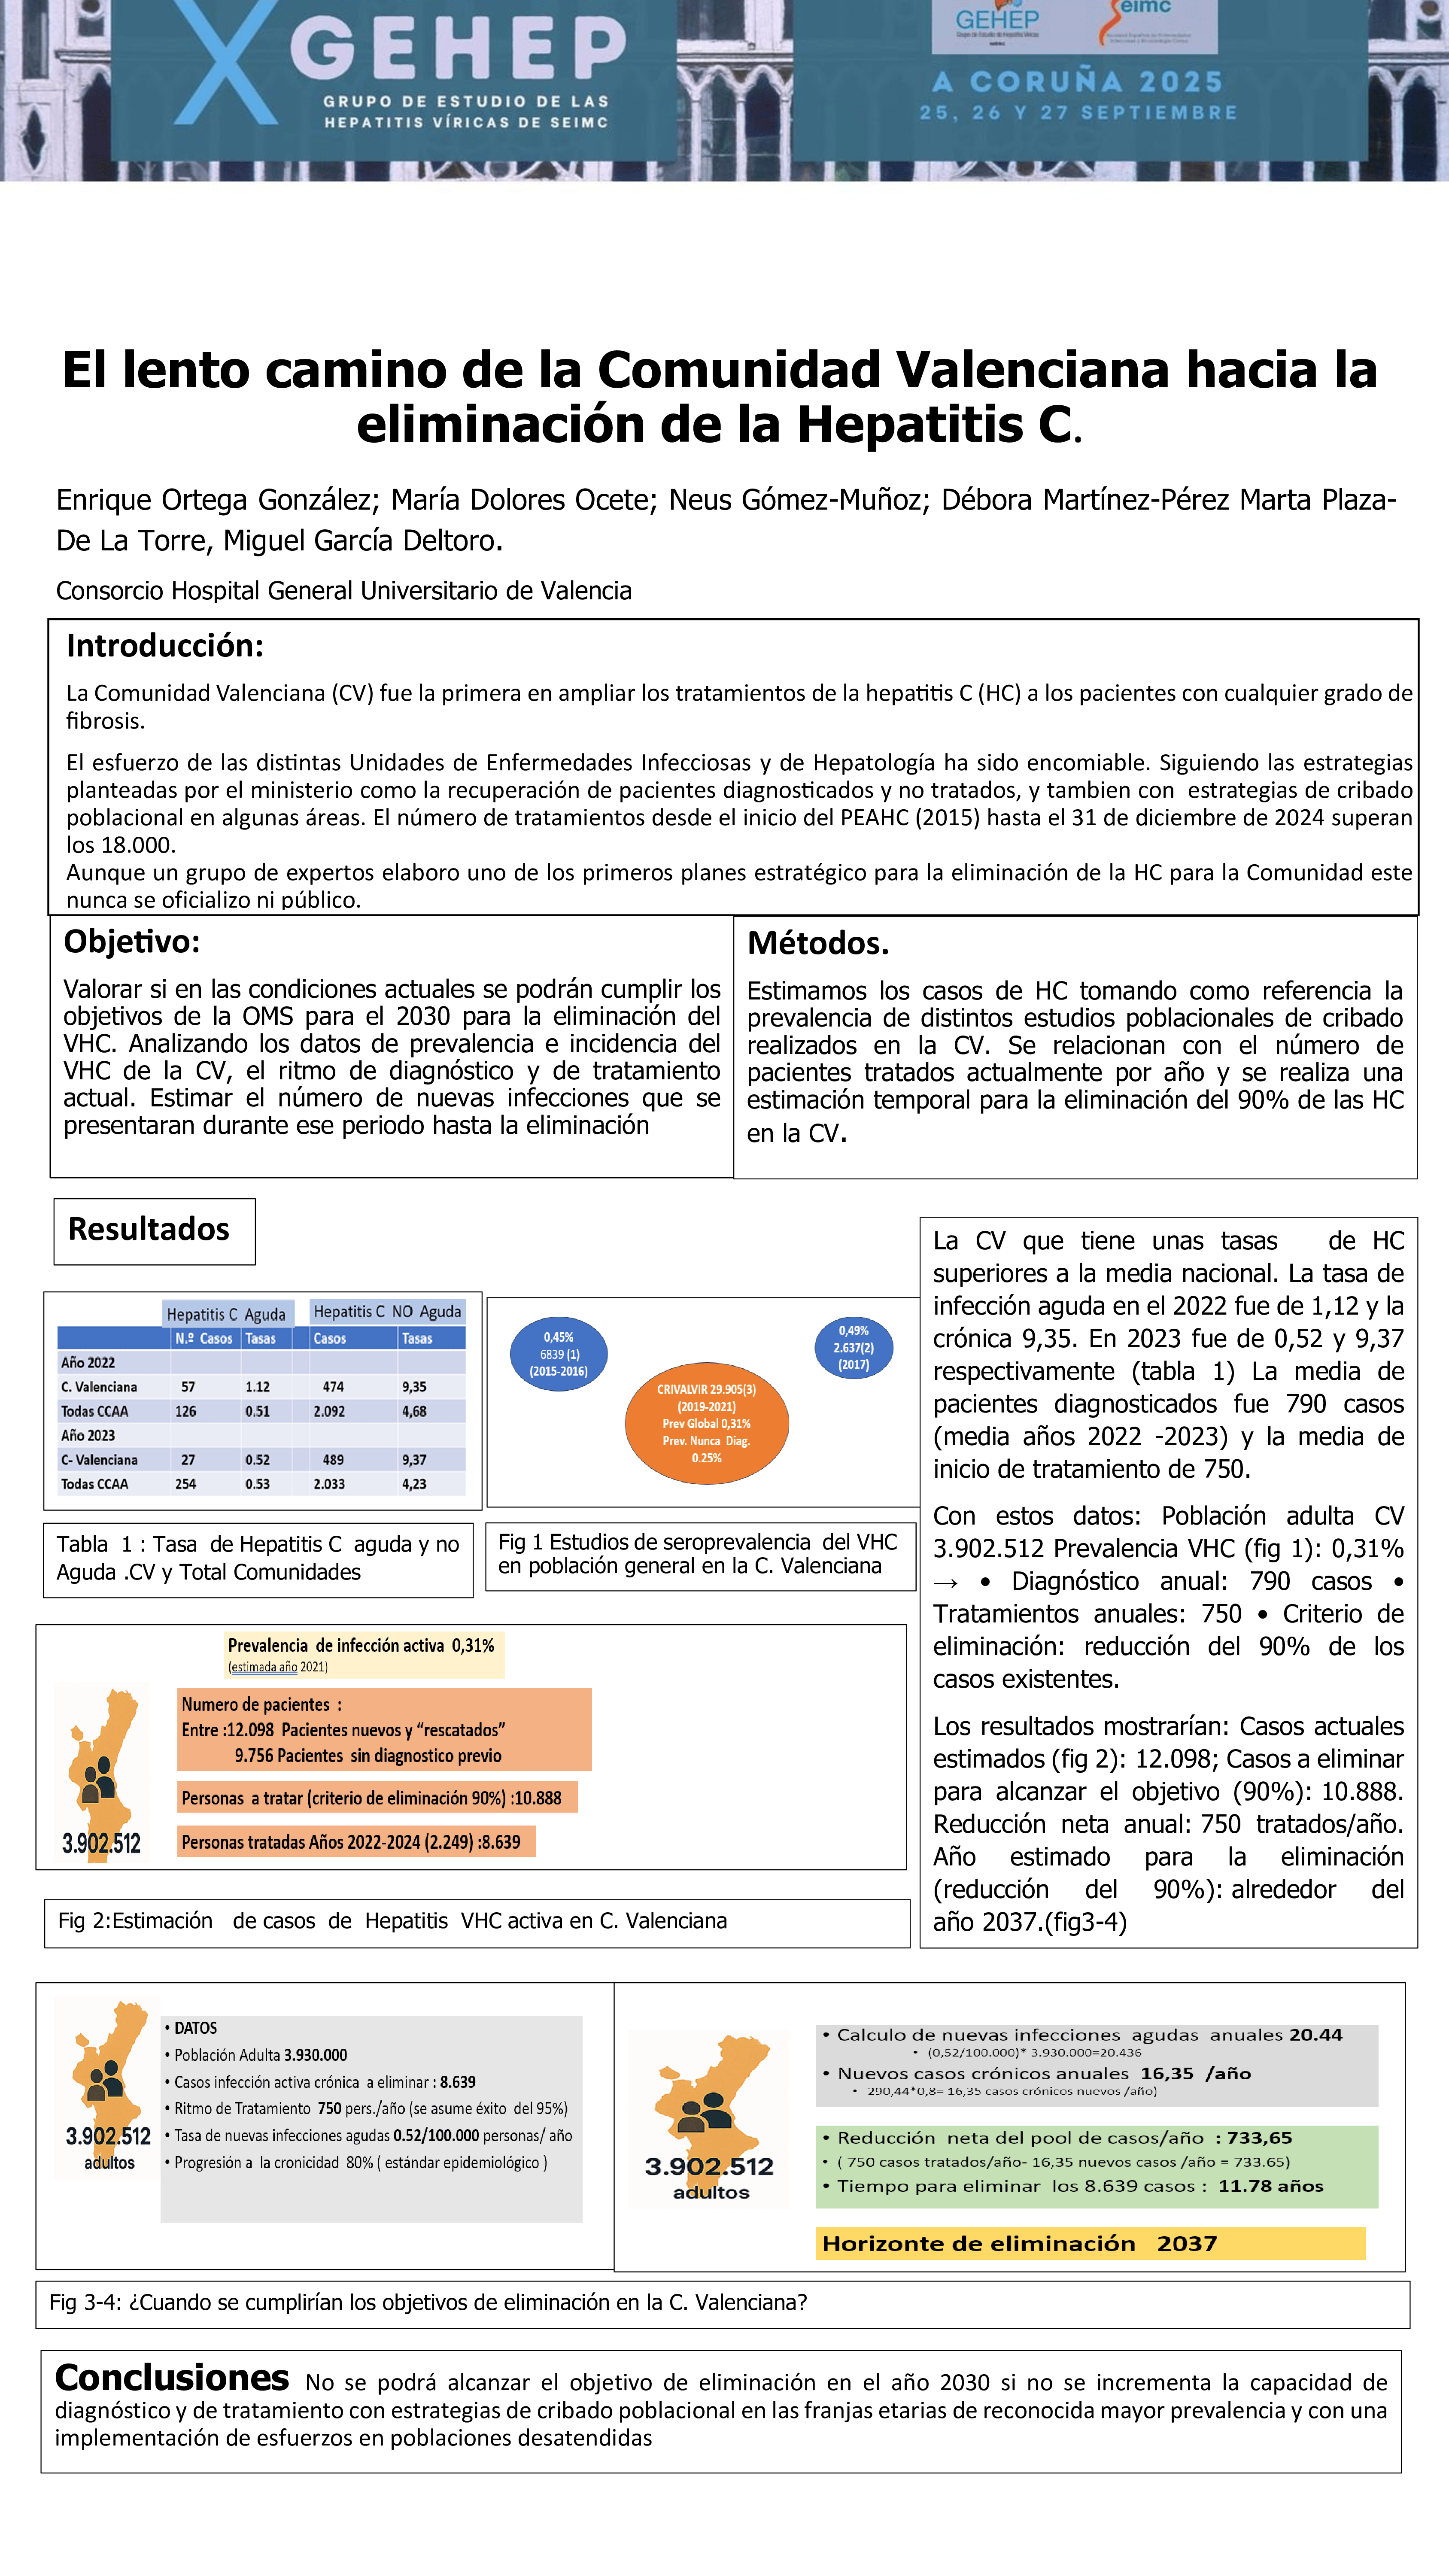 X GEHEP
GRUPO DE ESTUDIO DE LAS
HEPATITIS VÍRICAS DE SEIMC
GEHEP
Seimc
A CORUÑA 2025
25, 26 Y 27 SEPTIEMBRE
El lento camino de la Comunidad Valenciana hacia la
eliminación de la Hepatitis C.
Enrique Ortega González; María Dolores Ocete; Neus Gómez-Muñoz; Débora Martínez-Pérez Marta Plaza-
De La Torre, Miguel García Deltoro.
Consorcio Hospital General Universitario de Valencia
Introducción:
La Comunidad Valenciana (CV) fue la primera en ampliar los tratamientos de la hepatitis C (HC) a los pacientes con cualquier grado de
fibrosis.
El esfuerzo de las distintas Unidades de Enfermedades Infecciosas y de Hepatología ha sido encomiable. Siguiendo las estrategias
planteadas por el ministerio como la recuperación de pacientes diagnosticados y no tratados, y tambien con estrategias de cribado
poblacional en algunas áreas. El número de tratamientos desde el inicio del PEAHC (2015) hasta el 31 de diciembre de 2024 superan
los 18.000.
Aunque un grupo de expertos elaboro uno de los primeros planes estratégico para la eliminación de la HC para la Comunidad este
nunca se oficializo ni público.
Objetivo:
Valorar si en las condiciones actuales se podrán cumplir los
objetivos de la OMS para el 2030 para la eliminación del
VHC. Analizando los datos de prevalencia e incidencia del
VHC de la CV, el ritmo de diagnóstico y de tratamiento
actual. Estimar el número de nuevas infecciones que se
presentaran durante ese periodo hasta la eliminación
Métodos.
Estimamos los casos de HC tomando como referencia la
prevalencia de distintos estudios poblacionales de cribado
realizados en la CV. Se relacionan con el número de
pacientes tratados actualmente por año y se realiza una
estimación temporal para la eliminación del 90% de las HC
en la CV.
Resultados
Hepatitis C Aguda Hepatitis C NO Aguda
N.º Casos Tasas Casos Tasas
Año 2022
C. Valenciana 57 1.12 474 9,35
Todas CCAA 126 0.51 2.092 4,68
Año 2023
C- Valenciana 27 0.52 489 9,37
Todas CCAA 254 0.53 2.033 4,23
Tabla 1 : Tasa de Hepatitis C aguda y no
Aguda .CV y Total Comunidades
0,45%
6839 (1)
(2015-2016)
0,49%
2.637(2)
(2017)
CRIVALVIR 29.905(3)
(2019-2021)
Prev Global 0,31%
Prev. Nunca Diag.
0.25%
Fig 1 Estudios de seroprevalencia del VHC
en población general en la C. Valenciana
La CV que tiene unas tasas de HC
superiores a la media nacional. La tasa de
infección aguda en el 2022 fue de 1,12 y la
crónica 9,35. En 2023 fue de 0,52 y 9,37
respectivamente (tabla 1) La media de
pacientes diagnosticados fue 790 casos
(media años 2022 -2023) y la media de
inicio de tratamiento de 750.
Con estos datos: Población adulta CV
3.902.512 Prevalencia VHC (fig 1): 0,31%
→ • Diagnóstico anual: 790 casos •
Tratamientos anuales: 750 • Criterio de
eliminación: reducción del 90% de los
casos existentes.
Los resultados mostrarían: Casos actuales
estimados (fig 2): 12.098; Casos a eliminar
para alcanzar el objetivo (90%): 10.888.
Reducción neta anual: 750 tratados/año.
Año estimado para la eliminación
(reducción del 90%): alrededor del
año 2037.(fig3-4)
Prevalencia de infección activa 0,31%
(estimada año 2021)
Numero de pacientes :
Entre :12.098 Pacientes nuevos y “rescatados”
9.756 Pacientes sin diagnostico previo
Personas a tratar (criterio de eliminación 90%) :10.888
Personas tratadas Años 2022-2024 (2.249) :8.639
3.902.512
Fig 2:Estimación de casos de Hepatitis VHC activa en C. Valenciana
• DATOS
• Población Adulta 3.930.000
• Casos infección activa crónica a eliminar : 8.639
• Ritmo de Tratamiento 750 pers./año (se asume éxito del 95%)
• Tasa de nuevas infecciones agudas 0.52/100.000 personas/ año
• Progresión a la cronicidad 80% ( estándar epidemiológico )
3.902.512
adultos
• Calculo de nuevas infecciones agudas anuales 20.44
• (0,52/100.000)* 3.930.000=20.436
• Nuevos casos crónicos anuales 16,35 /año
• 290,44*0,8= 16,35 casos crónicos nuevos /año)
• Reducción neta del pool de casos/año : 733,65
• ( 750 casos tratados/año- 16,35 nuevos casos /año = 733.65)
• Tiempo para eliminar los 8.639 casos : 11.78 años
3.902.512
adultos
Horizonte de eliminación 2037
Fig 3-4: ¿Cuando se cumplirían los objetivos de eliminación en la C. Valenciana?
Conclusiones No se podrá alcanzar el objetivo de eliminación en el año 2030 si no se incrementa la capacidad de
diagnóstico y de tratamiento con estrategias de cribado poblacional en las franjas etarias de reconocida mayor prevalencia y con una
implementación de esfuerzos en poblaciones desatendidas